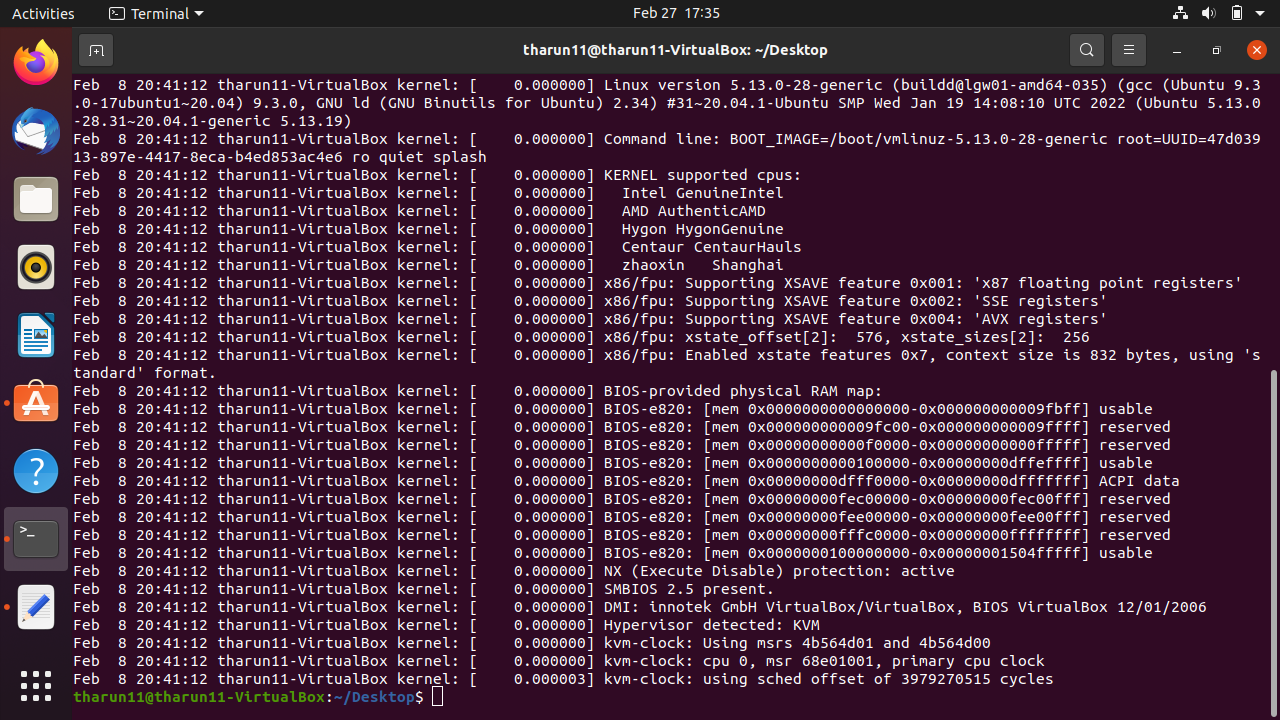 Activities Terminal Feb 27 17:35
tharun11@tharun11-VirtualBox: ~/Desktop
Feb  8 20:41:12 tharun11-VirtualBox kernel: [    0.000000] Linux version 5.13.0-28-generic (buildd@lgw01-amd64-035) (gcc (Ubuntu 9.3
.0-17ubuntu1~20.04) 9.3.0, GNU ld (GNU Binutils for Ubuntu) 2.34) #31~20.04.1-Ubuntu SMP Wed Jan 19 14:08:10 UTC 2022 (Ubuntu 5.13.0
-28.31~20.04.1-generic 5.13.19)
Feb  8 20:41:12 tharun11-VirtualBox kernel: [    0.000000] Command line: BOOT_IMAGE=/boot/vmlinuz-5.13.0-28-generic root=UUID=47d039
13-897e-4417-8eca-b4ed853ac4e6 ro quiet splash
Feb  8 20:41:12 tharun11-VirtualBox kernel: [    0.000000] KERNEL supported cpus:
Feb  8 20:41:12 tharun11-VirtualBox kernel: [    0.000000]   Intel GenuineIntel
Feb  8 20:41:12 tharun11-VirtualBox kernel: [    0.000000]   AMD AuthenticAMD
Feb  8 20:41:12 tharun11-VirtualBox kernel: [    0.000000]   Hygon HygonGenuine
Feb  8 20:41:12 tharun11-VirtualBox kernel: [    0.000000]   Centaur CentaurHauls
Feb  8 20:41:12 tharun11-VirtualBox kernel: [    0.000000]   zhaoxin   Shanghai
Feb  8 20:41:12 tharun11-VirtualBox kernel: [    0.000000] x86/fpu: Supporting XSAVE feature 0x001: 'x87 floating point registers'
Feb  8 20:41:12 tharun11-VirtualBox kernel: [    0.000000] x86/fpu: Supporting XSAVE feature 0x002: 'SSE registers'
Feb  8 20:41:12 tharun11-VirtualBox kernel: [    0.000000] x86/fpu: Supporting XSAVE feature 0x004: 'AVX registers'
Feb  8 20:41:12 tharun11-VirtualBox kernel: [    0.000000] x86/fpu: xstate_offset[2]:  576, xstate_sizes[2]:  256
Feb  8 20:41:12 tharun11-VirtualBox kernel: [    0.000000] x86/fpu: Enabled xstate features 0x7, context size is 832 bytes, using 's
tandard' format.
Feb  8 20:41:12 tharun11-VirtualBox kernel: [    0.000000] BIOS-provided physical RAM map:
Feb  8 20:41:12 tharun11-VirtualBox kernel: [    0.000000] BIOS-e820: [mem 0x0000000000000000-0x000000000009fbff] usable
Feb  8 20:41:12 tharun11-VirtualBox kernel: [    0.000000] BIOS-e820: [mem 0x000000000009fc00-0x000000000009ffff] reserved
Feb  8 20:41:12 tharun11-VirtualBox kernel: [    0.000000] BIOS-e820: [mem 0x00000000000f0000-0x00000000000fffff] reserved
Feb  8 20:41:12 tharun11-VirtualBox kernel: [    0.000000] BIOS-e820: [mem 0x0000000000100000-0x00000000dffeffff] usable
Feb  8 20:41:12 tharun11-VirtualBox kernel: [    0.000000] BIOS-e820: [mem 0x00000000dfff0000-0x00000000dfffffff] ACPI data
Feb  8 20:41:12 tharun11-VirtualBox kernel: [    0.000000] BIOS-e820: [mem 0x00000000fec00000-0x00000000fec00fff] reserved
Feb  8 20:41:12 tharun11-VirtualBox kernel: [    0.000000] BIOS-e820: [mem 0x00000000fee00000-0x00000000fee00fff] reserved
Feb  8 20:41:12 tharun11-VirtualBox kernel: [    0.000000] BIOS-e820: [mem 0x00000000fffc0000-0x00000000ffffffff] reserved
Feb  8 20:41:12 tharun11-VirtualBox kernel: [    0.000000] BIOS-e820: [mem 0x0000000100000000-0x00000001504fffff] usable
Feb  8 20:41:12 tharun11-VirtualBox kernel: [    0.000000] NX (Execute Disable) protection: active
Feb  8 20:41:12 tharun11-VirtualBox kernel: [    0.000000] SMBIOS 2.5 present.
Feb  8 20:41:12 tharun11-VirtualBox kernel: [    0.000000] DMI: innotek GmbH VirtualBox/VirtualBox, BIOS VirtualBox 12/01/2006
Feb  8 20:41:12 tharun11-VirtualBox kernel: [    0.000000] Hypervisor detected: KVM
Feb  8 20:41:12 tharun11-VirtualBox kernel: [    0.000000] kvm-clock: Using msrs 4b564d01 and 4b564d00
Feb  8 20:41:12 tharun11-VirtualBox kernel: [    0.000000] kvm-clock: cpu 0, msr 68e01001, primary cpu clock
Feb  8 20:41:12 tharun11-VirtualBox kernel: [    0.000003] kvm-clock: using sched offset of 3979270515 cycles
tharun11@tharun11-VirtualBox:~/Desktop$